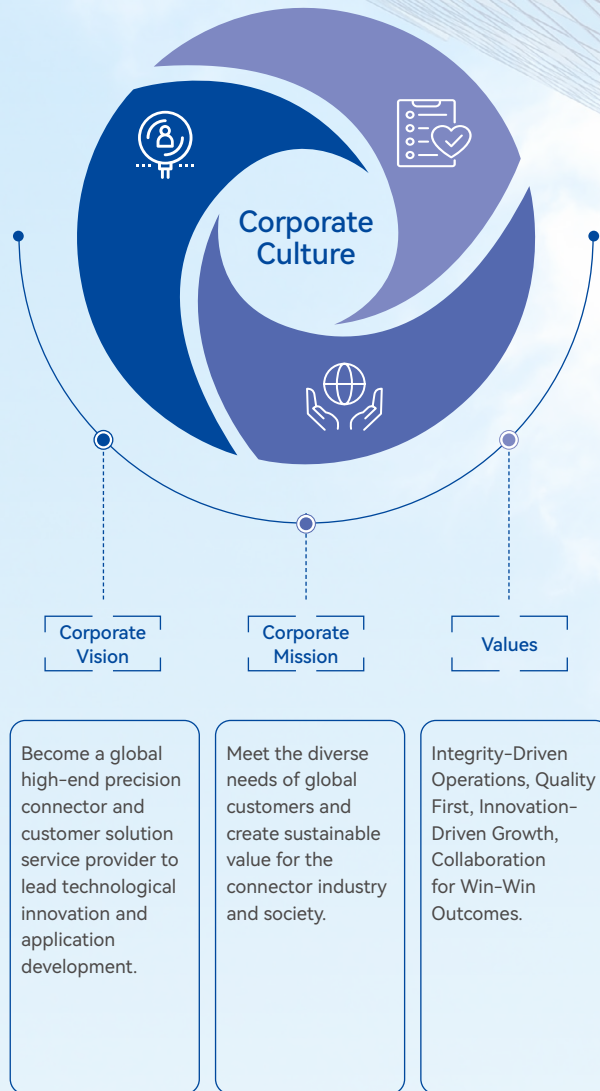 Corporate
Culture
Corporate
Vision
Corporate
Mission
Values
Become a global
high-end precision
connector and
customer solution
service provider to
lead technological
innovation and
application
development.
Meet the diverse
needs of global
customers and
create sustainable
value for the
connector industry
and society.
Integrity-Driven
Operations, Quality
First, Innovation-
Driven Growth,
Collaboration
for Win-Win
Outcomes.